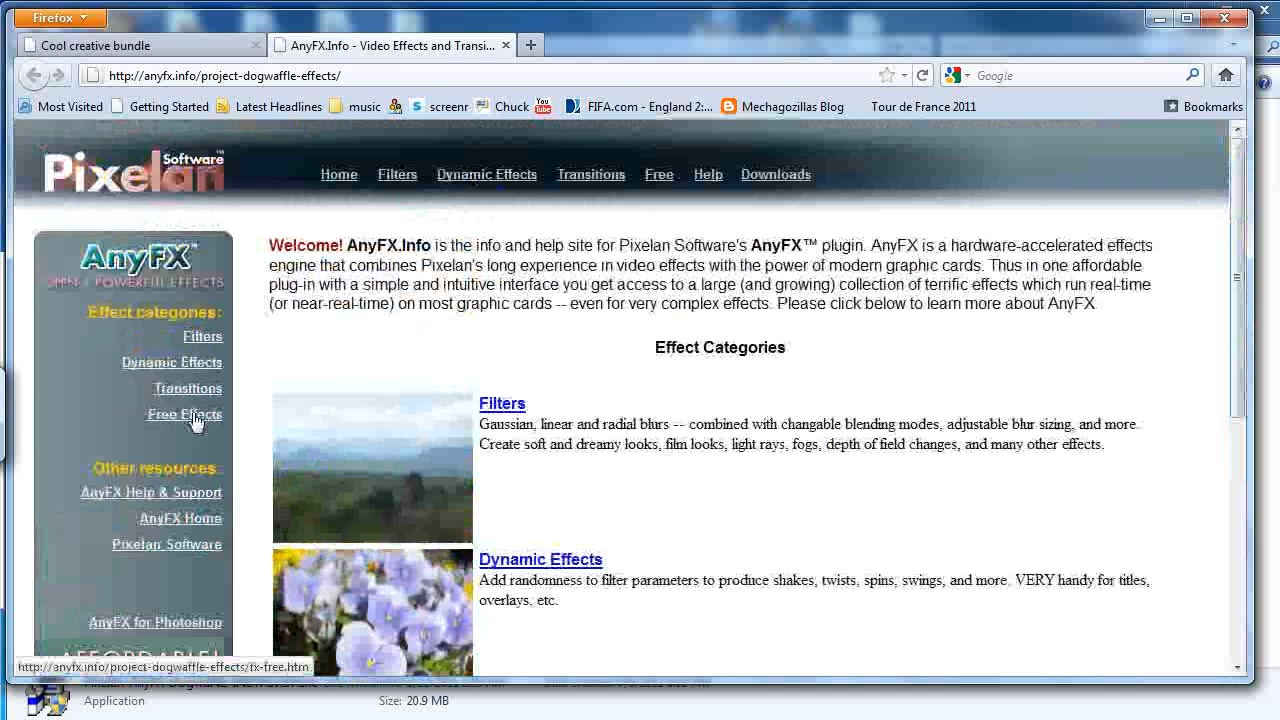 Firefox
Cool creative bundle
AnyFX.Info - Video Effects and Transi...
http://anyfx.info/project-dogwaffle-effects/
Google
Most Visited
Getting Started
Latest Headlines
music
screenr
Chuck
You
Tube
FIFA.com - England 2:...
Mechagozillas Blog
Tour de France 2011
Bookmarks
Pixelan Software™
Home
Filters
Dynamic Effects
Transitions
Free
Help
Downloads
AnyFX™
POWERFUL EFFECTS
Effect categories:
Filters
Dynamic Effects
Transitions
Free Effects
Other resources:
AnyFX Help & Support
AnyFX Home
Pixelan Software
AnyFX for Photoshop
AFFORDABLE!
Welcome! AnyFX.Info is the info and help site for Pixelan Software's AnyFX™ plugin. AnyFX is a hardware-accelerated effects
engine that combines Pixelan's long experience in video effects with the power of modern graphic cards. Thus in one affordable
plug-in with a simple and intuitive interface you get access to a large (and growing) collection of terrific effects which run real-time
(or near-real-time) on most graphic cards -- even for very complex effects. Please click below to learn more about AnyFX
Effect Categories
Filters
Gaussian, linear and radial blurs -- combined with changable blending modes, adjustable blur sizing, and more.
Create soft and dreamy looks, film looks, light rays, fogs, depth of field changes, and many other effects.
Dynamic Effects
Add randomness to filter parameters to produce shakes, twists, spins, swings, and more. VERY handy for titles,
overlays, etc.
http://anyfx.info/project-dogwaffle-effects/fx-free.htm
Application
Size: 20.9 MB